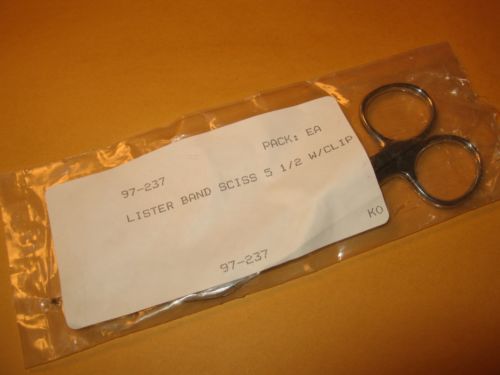 97-237
PACK: EA
LISTER BAND SCISS 5 1/2 W/CLIP
KO
97-237